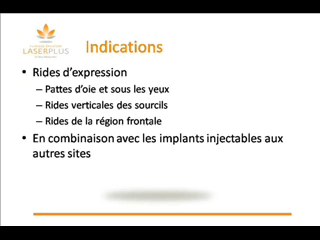 LASERPLUS
Indications
• Rides d'expression
– Pattes d'oie et sous les yeux
– Rides verticales des sourcils
– Rides de la région frontale
• En combinaison avec les implants injectables aux
autres sites